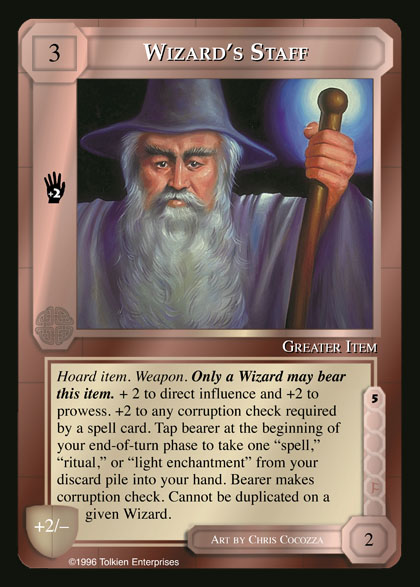 3
WIZARD'S STAFF
2
GREATER ITEM
Hoard item. Weapon. Only a Wizard may bear
this item. + 2 to direct influence and +2 to
prowess. +2 to any corruption check required
by a spell card. Tap bearer at the beginning of
your end-of-turn phase to take one “spell,”
“ritual,” or “light enchantment” from your
discard pile into your hand. Bearer makes
corruption check. Cannot be duplicated on a
given Wizard.
5
P
+2/–
ART BY CHRIS COCOZZA
2
©1996 Tolkien Enterprises